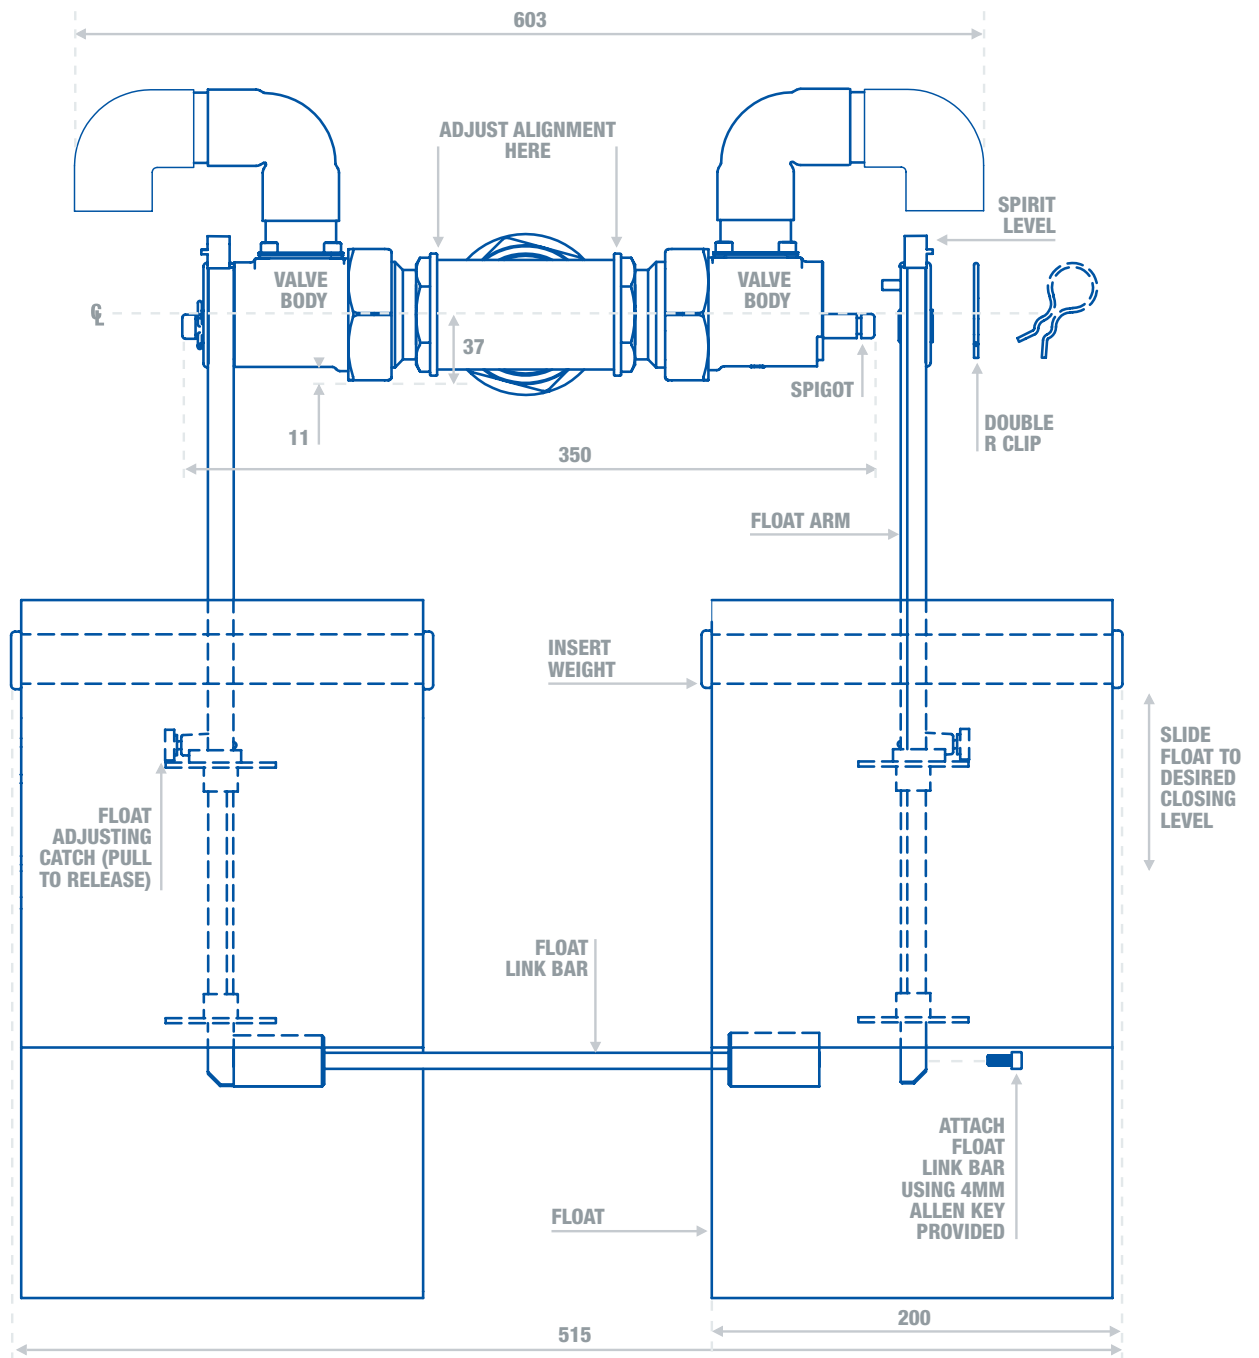 603
ADJUST ALIGNMENT
HERE
SPIRIT
LEVEL
VALVE
BODY
VALVE
BODY
℄
37
SPIGOT
11
DOUBLE
R CLIP
350
FLOAT ARM
INSERT
WEIGHT
SLIDE
FLOAT TO
DESIRED
CLOSING
LEVEL
FLOAT
ADJUSTING
CATCH (PULL
TO RELEASE)
FLOAT
LINK BAR
ATTACH
FLOAT
LINK BAR
USING 4MM
ALLEN KEY
PROVIDED
FLOAT
200
515